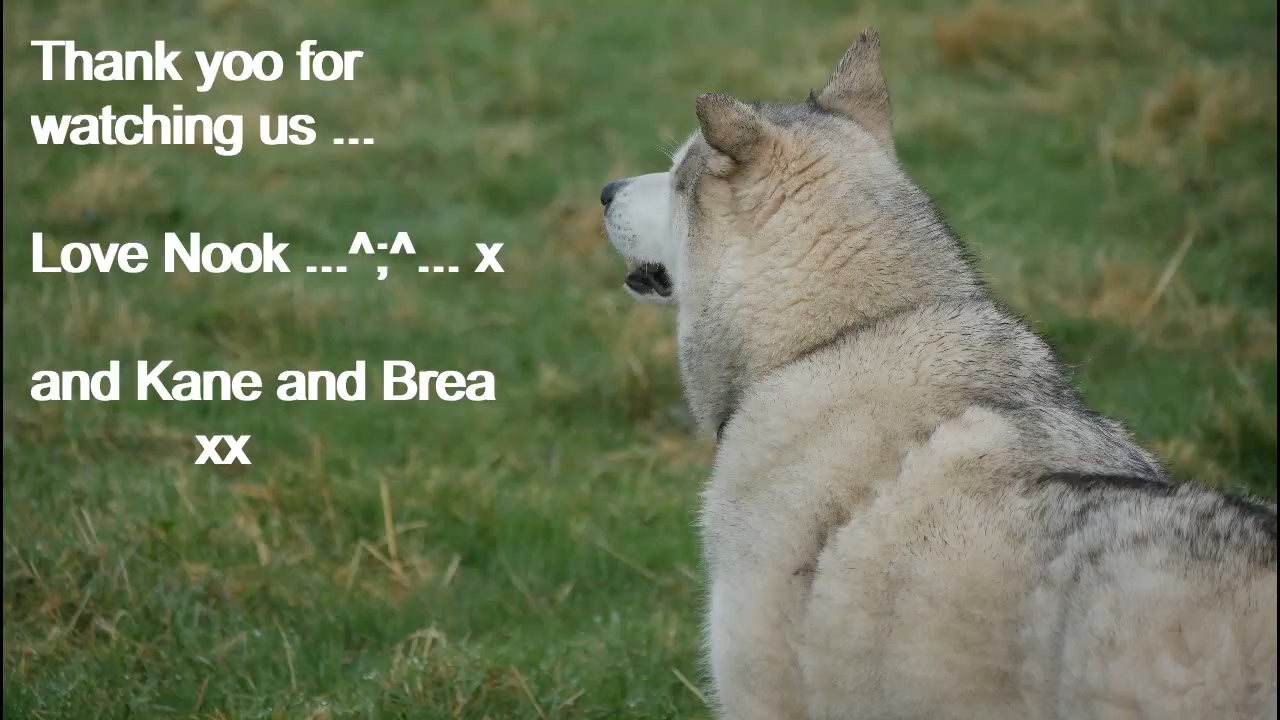 Thank yoo for
watching us ...
Love Nook ...^;^... x
and Kane and Brea
xx